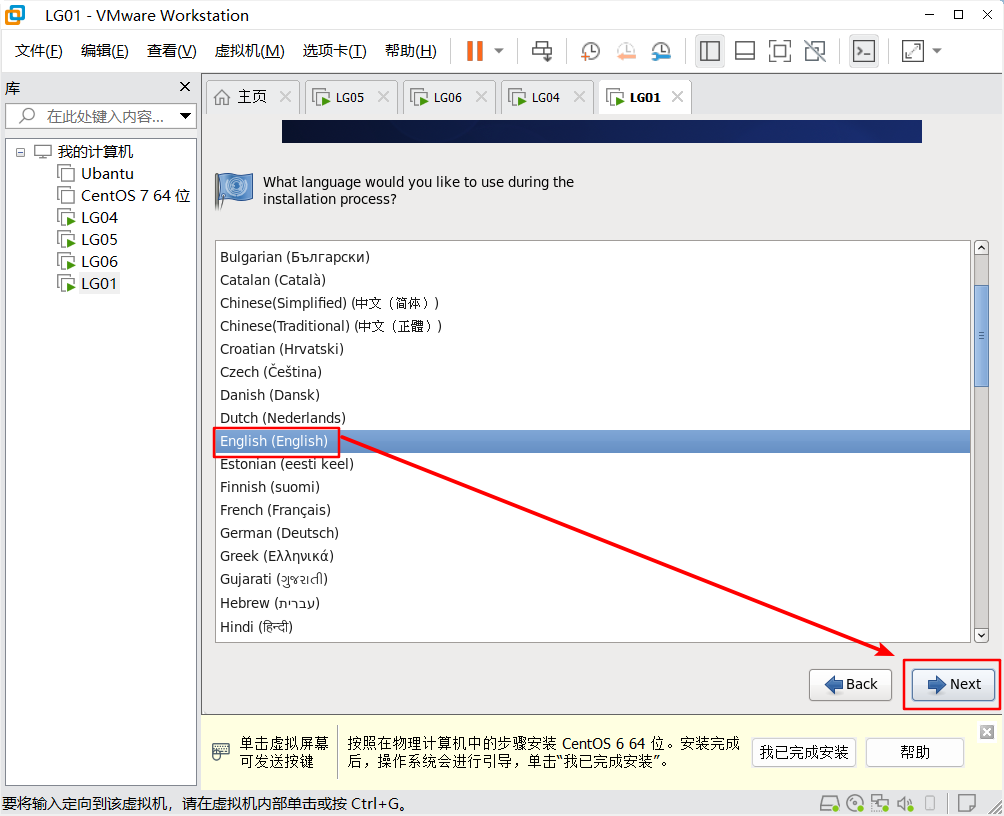 LG01 - VMware Workstation
文件(F) 编辑(E) 查看(V) 虚拟机(M) 选项卡(T) 帮助(H)
库
在此处键入内容...
我的计算机
Ubantu
CentOS 7 64 位
LG04
LG05
LG06
LG01
主页 LG05 LG06 LG04 LG01
What language would you like to use during the
installation process?
Bulgarian (Български)
Catalan (Català)
Chinese(Simplified) (中文（简体）)
Chinese(Traditional) (中文（正體）)
Croatian (Hrvatski)
Czech (Čeština)
Danish (Dansk)
Dutch (Nederlands)
English (English)
Estonian (eesti keel)
Finnish (suomi)
French (Français)
German (Deutsch)
Greek (Ελληνικά)
Gujarati (ગુજરાતી)
Hebrew (עברית)
Hindi (हिन्दी)
Back Next
单击虚拟屏幕
可发送按键
按照在物理计算机中的步骤安装 CentOS 6 64 位。安装完成
后，操作系统会进行引导，单击“我已完成安装”。
我已完成安装 帮助
要将输入定向到该虚拟机，请在虚拟机内部单击或按 Ctrl+G。